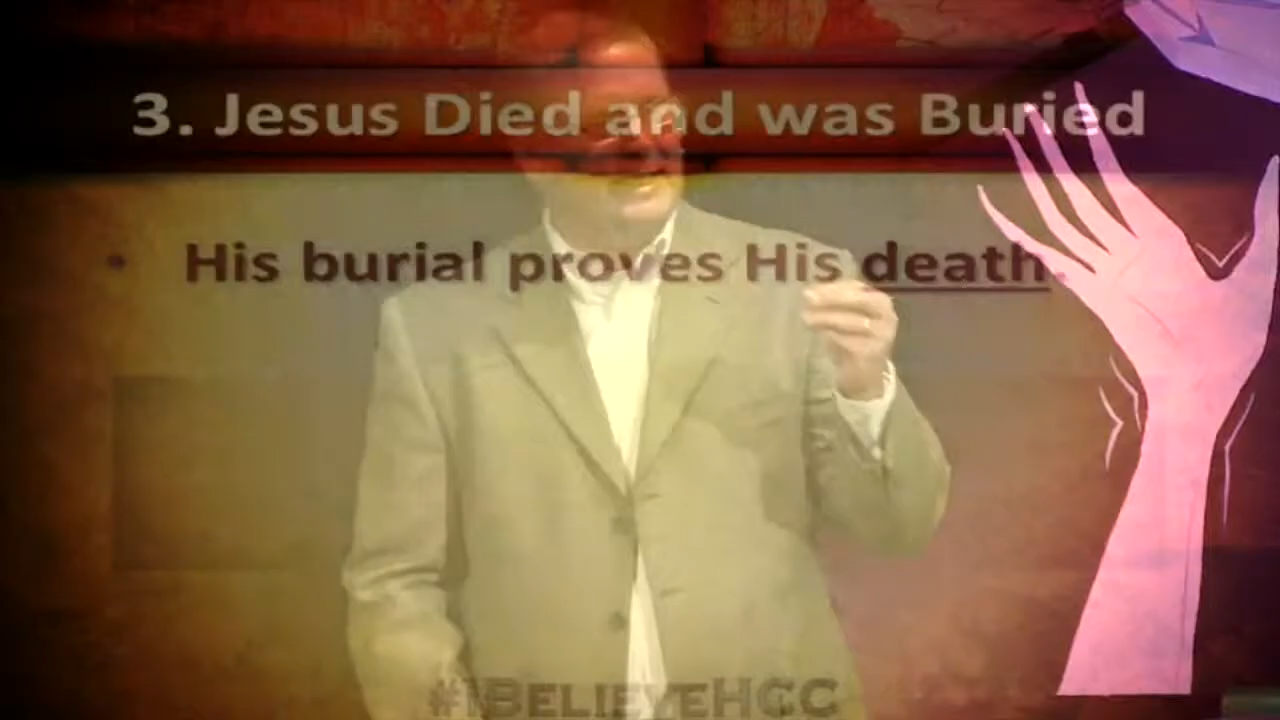 3. Jesus Died and was Buried
• His burial proves His death.
#IBELIEVEHCC